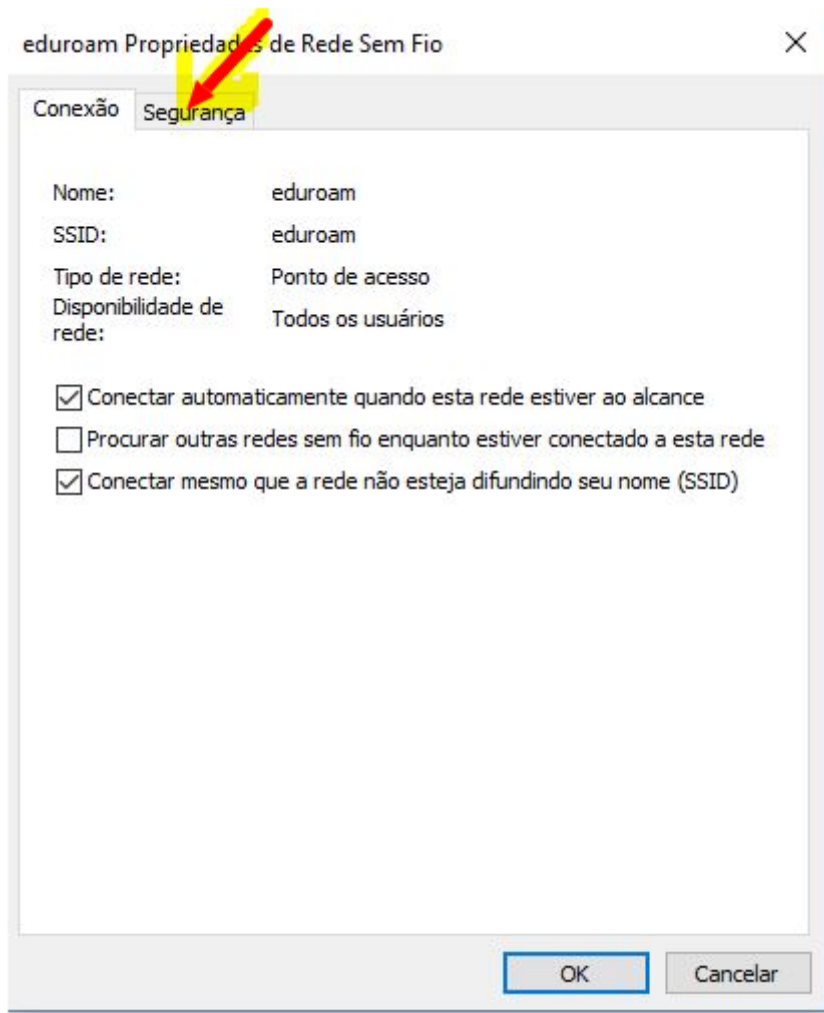 eduroam Propriedades de Rede Sem Fio
Conexão Segurança
Nome: eduroam
SSID: eduroam
Tipo de rede: Ponto de acesso
Disponibilidade de
rede: Todos os usuários
Conectar automaticamente quando esta rede estiver ao alcance
Procurar outras redes sem fio enquanto estiver conectado a esta rede
Conectar mesmo que a rede não esteja difundindo seu nome (SSID)
OK Cancelar